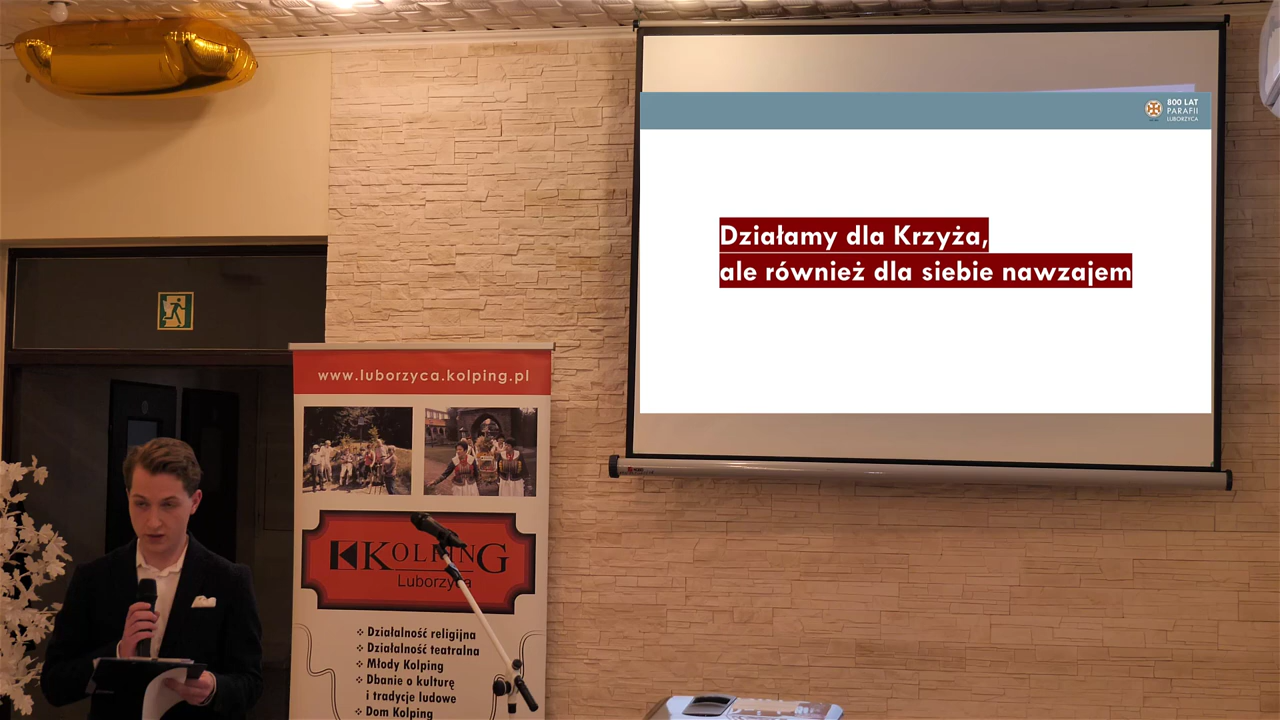 800 LAT
PARAFII
LUBORZYCA
Działamy dla Krzyża,
ale również dla siebie nawzajem
www.luborzyca.kolping.pl
KOLPING
Luborzyca
❖ Działalność religijna
❖ Działalność teatralna
❖ Młody Kolping
❖ Dbanie o kulturę
i tradycje ludowe
❖ Dom Kolping